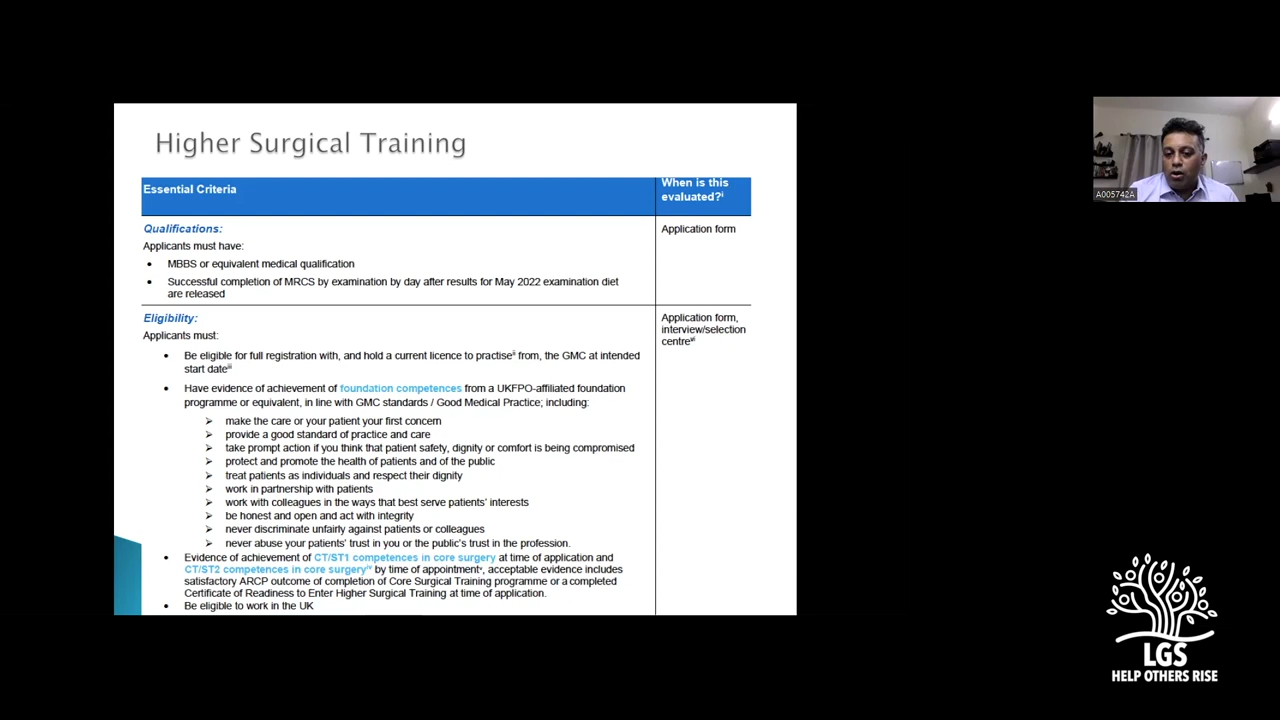 Higher Surgical Training
Essential Criteria
When is this
evaluated?i
Qualifications:
Application form
Applicants must have:
• MBBS or equivalent medical qualification
• Successful completion of MRCS by examination by day after results for May 2022 examination diet
are released
Eligibility:
Application form,
interview/selection
centrevi
Applicants must:
• Be eligible for full registration with, and hold a current licence to practiseii from, the GMC at intended
start dateiii
• Have evidence of achievement of foundation competences from a UKFPO-affiliated foundation
programme or equivalent, in line with GMC standards / Good Medical Practice; including:
➢ make the care or your patient your first concern
➢ provide a good standard of practice and care
➢ take prompt action if you think that patient safety, dignity or comfort is being compromised
➢ protect and promote the health of patients and of the public
➢ treat patients as individuals and respect their dignity
➢ work in partnership with patients
➢ work with colleagues in the ways that best serve patients' interests
➢ be honest and open and act with integrity
➢ never discriminate unfairly against patients or colleagues
➢ never abuse your patients' trust in you or the public's trust in the profession.
• Evidence of achievement of CT/ST1 competences in core surgery at time of application and
CT/ST2 competences in core surgeryiv by time of appointmentv, acceptable evidence includes
satisfactory ARCP outcome of completion of Core Surgical Training programme or a completed
Certificate of Readiness to Enter Higher Surgical Training at time of application.
• Be eligible to work in the UK
A005742A
LGS
HELP OTHERS RISE